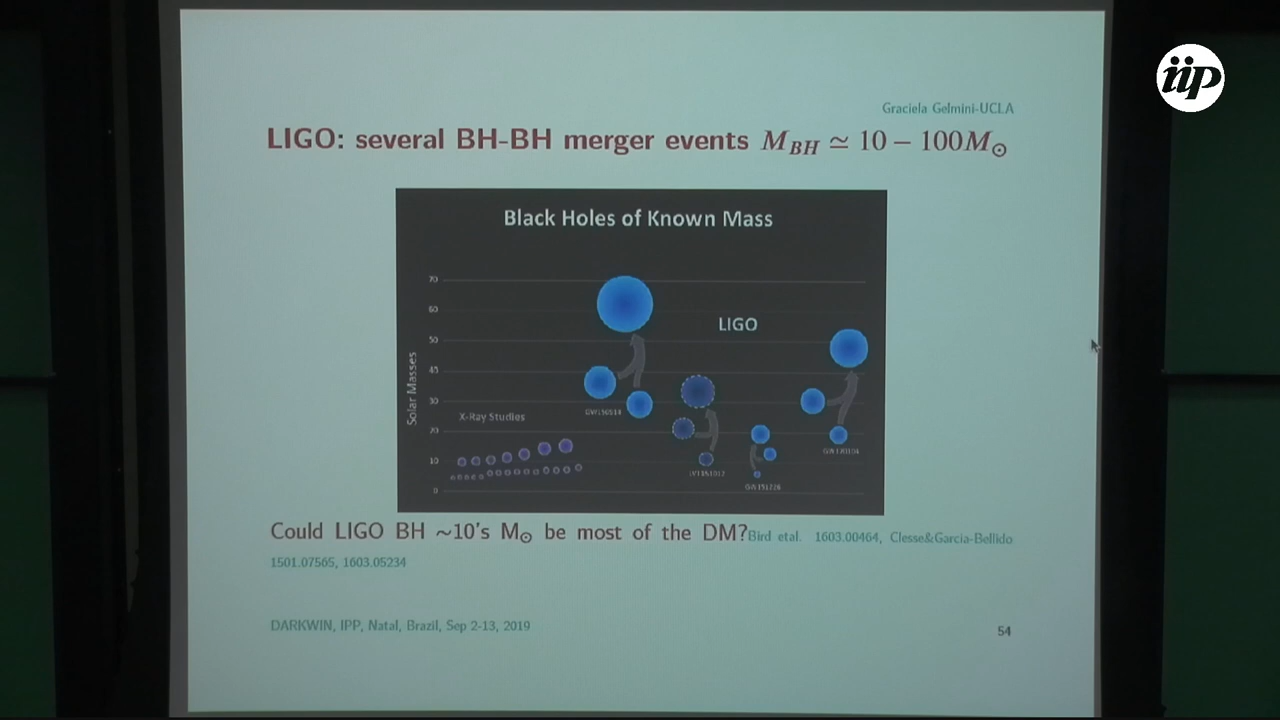 iip
Graciela Gelmini-UCLA
LIGO: several BH-BH merger events M_BH ≃ 10 − 100M⊙
Black Holes of Known Mass
70
60
50
40
30
20
10
0
Solar Masses
LIGO
X-Ray Studies
GW150914
LVT151012
GW151226
GW170104
Could LIGO BH ~10's M⊙ be most of the DM?Bird etal. 1603.00464, Clesse&Garcia-Bellido
1501.07565, 1603.05234
DARKWIN, IPP, Natal, Brazil, Sep 2-13, 2019
54